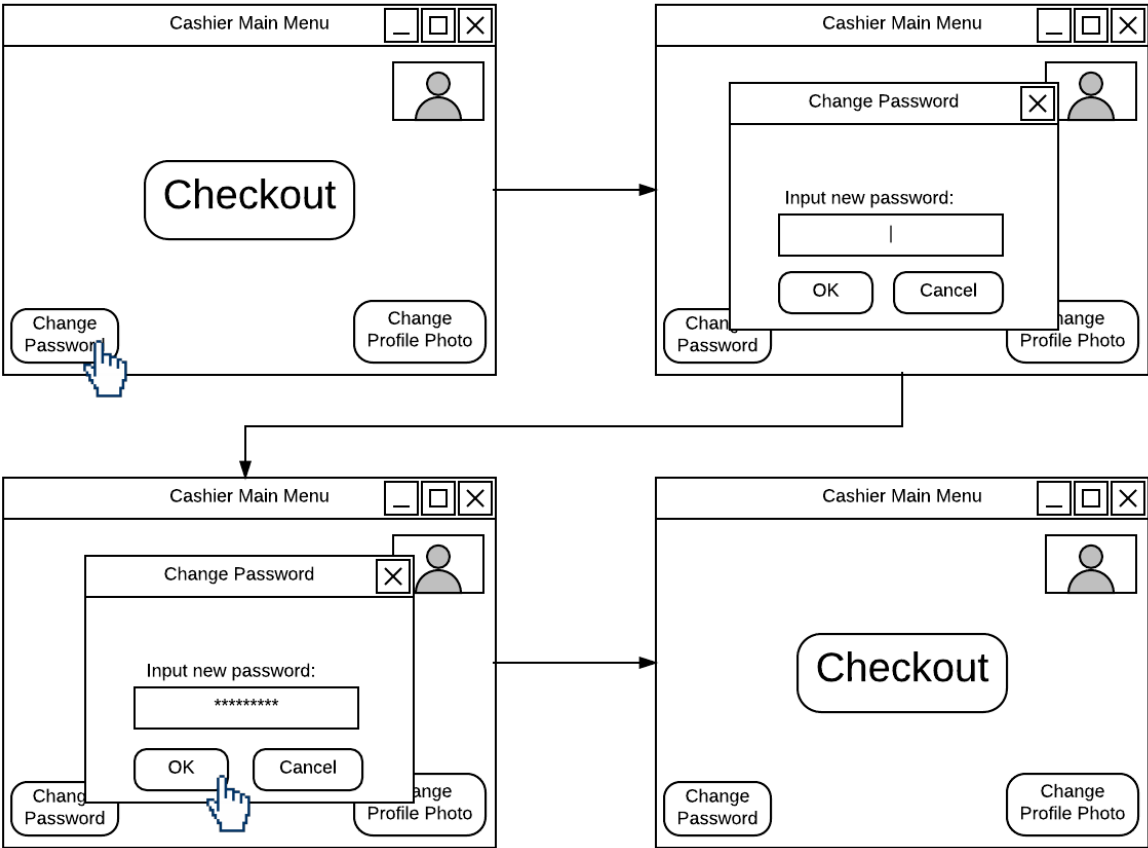 Cashier Main Menu
Checkout
Change
Password
Change
Profile Photo
Cashier Main Menu
Change Password
Input new password:
|
OK
Cancel
Chan
Password
hange
Profile Photo
Cashier Main Menu
Change Password
Input new password:
*********
OK
Cancel
Chang
Password
ange
Profile Photo
Cashier Main Menu
Checkout
Change
Password
Change
Profile Photo